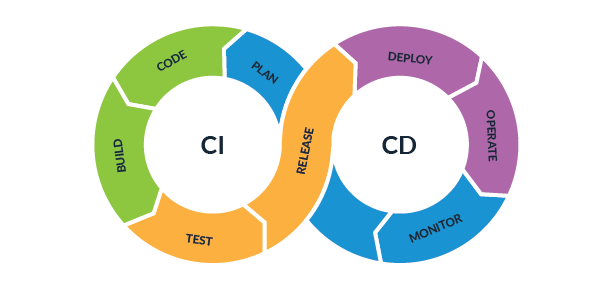 CODE
PLAN
BUILD
CI
TEST
RELEASE
DEPLOY
OPERATE
CD
MONITOR